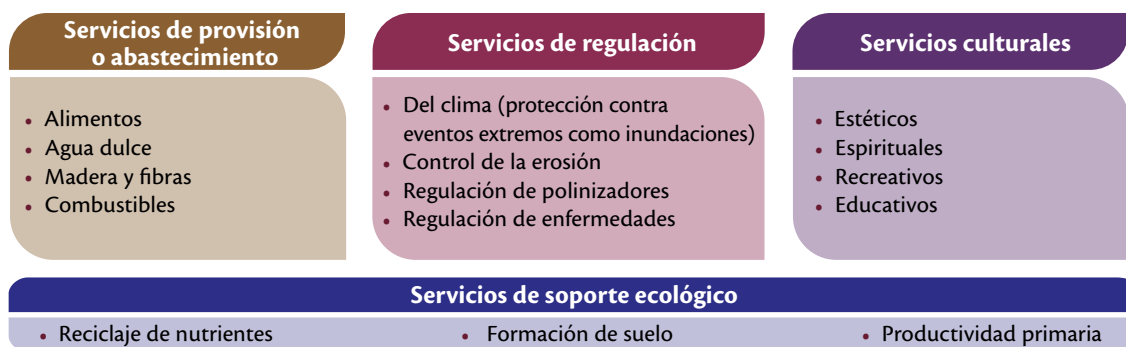 Servicios de provisión
o abastecimiento
• Alimentos
• Agua dulce
• Madera y fibras
• Combustibles
Servicios de regulación
• Del clima (protección contra
eventos extremos como inundaciones)
• Control de la erosión
• Regulación de polinizadores
• Regulación de enfermedades
Servicios culturales
• Estéticos
• Espirituales
• Recreativos
• Educativos
Servicios de soporte ecológico
• Reciclaje de nutrientes • Formación de suelo • Productividad primaria